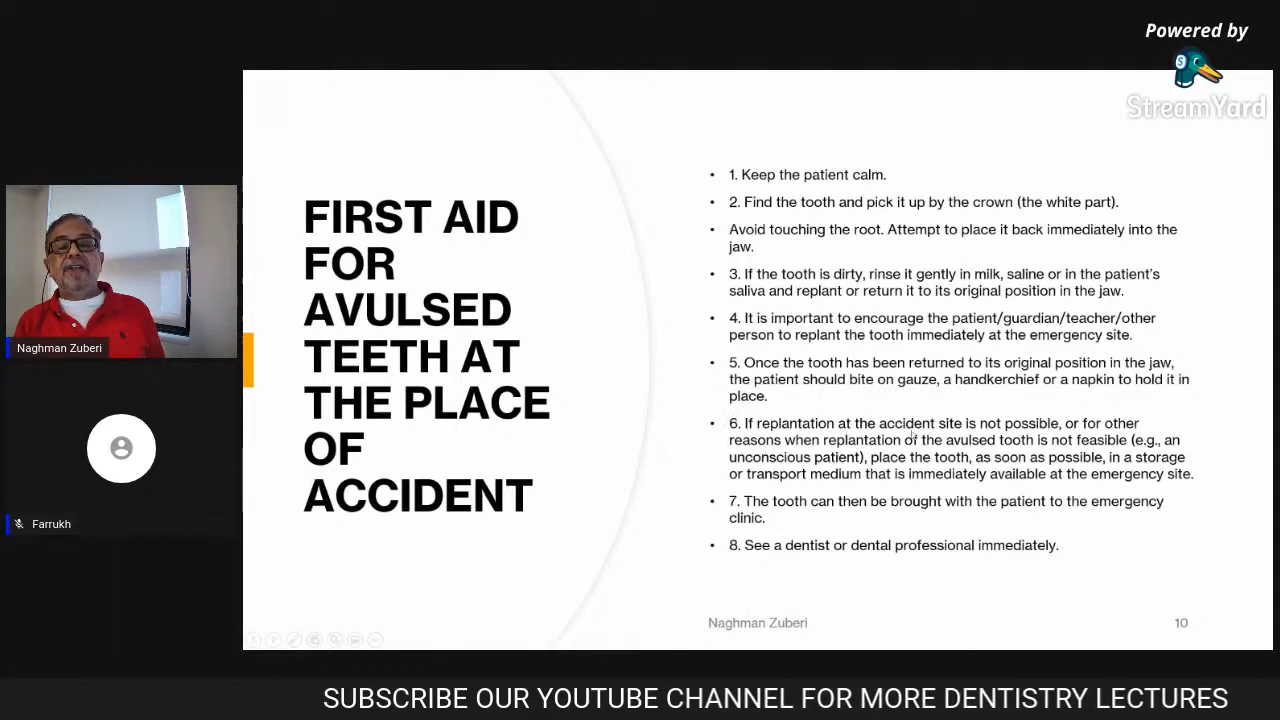 Powered by
StreamYard
FIRST AID
FOR
AVULSED
TEETH AT
THE PLACE
OF
ACCIDENT
• 1. Keep the patient calm.
• 2. Find the tooth and pick it up by the crown (the white part).
• Avoid touching the root. Attempt to place it back immediately into the
jaw.
• 3. If the tooth is dirty, rinse it gently in milk, saline or in the patient's
saliva and replant or return it to its original position in the jaw.
• 4. It is important to encourage the patient/guardian/teacher/other
person to replant the tooth immediately at the emergency site.
• 5. Once the tooth has been returned to its original position in the jaw,
the patient should bite on gauze, a handkerchief or a napkin to hold it in
place.
• 6. If replantation at the accident site is not possible, or for other
reasons when replantation of the avulsed tooth is not feasible (e.g., an
unconscious patient), place the tooth, as soon as possible, in a storage
or transport medium that is immediately available at the emergency site.
• 7. The tooth can then be brought with the patient to the emergency
clinic.
• 8. See a dentist or dental professional immediately.
Naghman Zuberi
10
Naghman Zuberi
Farrukh
SUBSCRIBE OUR YOUTUBE CHANNEL FOR MORE DENTISTRY LECTURES